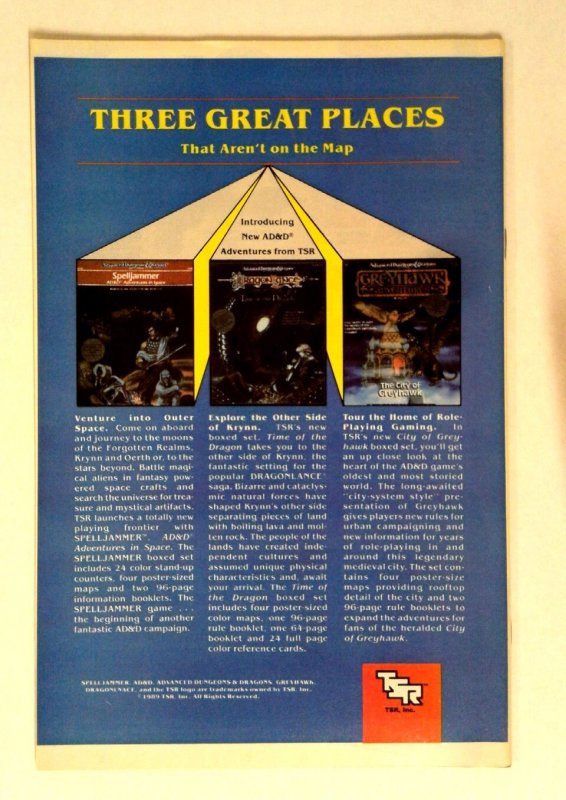 THREE GREAT PLACES
That Aren't on the Map
Introducing
New AD&D®
Adventures from TSR
Advanced Dungeons & Dragons
Spelljammer
AD&D Adventures in Space
Advanced Dungeons & Dragons
DRAGONLANCE
Time of the Dragon
Advanced Dungeons & Dragons
GREYHAWK
The City of
Greyhawk
Venture into Outer
Space. Come on aboard
and journey to the moons
of the Forgotten Realms,
Krynn and Oerth or, to the
stars beyond. Battle magi-
cal aliens in fantasy pow-
ered space crafts and
search the universe for trea-
sure and mystical artifacts.
TSR launches a totally new
playing frontier with
SPELLJAMMER™, AD&D®
Adventures in Space. The
SPELLJAMMER boxed set
includes 24 color stand-up
counters, four poster-sized
maps and two 96-page
information booklets. The
SPELLJAMMER game . . .
the beginning of another
fantastic AD&D campaign.
Explore the Other Side
of Krynn. TSR's new
boxed set, Time of the
Dragon takes you to the
other side of Krynn, the
fantastic setting for the
popular DRAGONLANCE®
saga. Bizarre and cataclys-
mic natural forces have
shaped Krynn's other side
separating pieces of land
with boiling lava and mol-
ten rock. The people of the
lands have created inde-
pendent cultures and
assumed unique physical
characteristics and, await
your arrival. The Time of
the Dragon boxed set
includes four poster-sized
color maps, one 96-page
rule booklet, one 64-page
booklet and 24 full page
color reference cards.
Tour the Home of Role-
Playing Gaming. In
TSR's new City of Grey-
hawk boxed set, you'll get
an up close look at the
heart of the AD&D game's
oldest and most storied
world. The long-awaited
"city-system style" pre-
sentation of Greyhawk
gives players new rules for
urban campaigning and
new information for years
of role-playing in and
around this legendary
medieval city. The set con-
tains four poster-size
maps providing rooftop
detail of the city and two
96-page rule booklets to
expand the adventures for
fans of the heralded City
of Greyhawk.
SPELLJAMMER, AD&D, ADVANCED DUNGEONS & DRAGONS, GREYHAWK,
DRAGONLNACE, and the TSR logo are trademarks owned by TSR, Inc.
©1989 TSR, Inc. All Rights Reserved.
TSR
TSR, Inc.